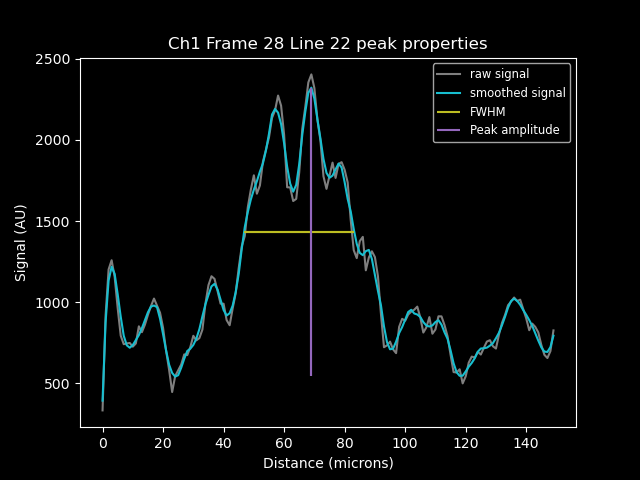 Ch1 Frame 28 Line 22 peak properties
raw signal
smoothed signal
FWHM
Peak amplitude
Signal (AU)
2500
2000
1500
1000
500
0 20 40 60 80 100 120 140
Distance (microns)